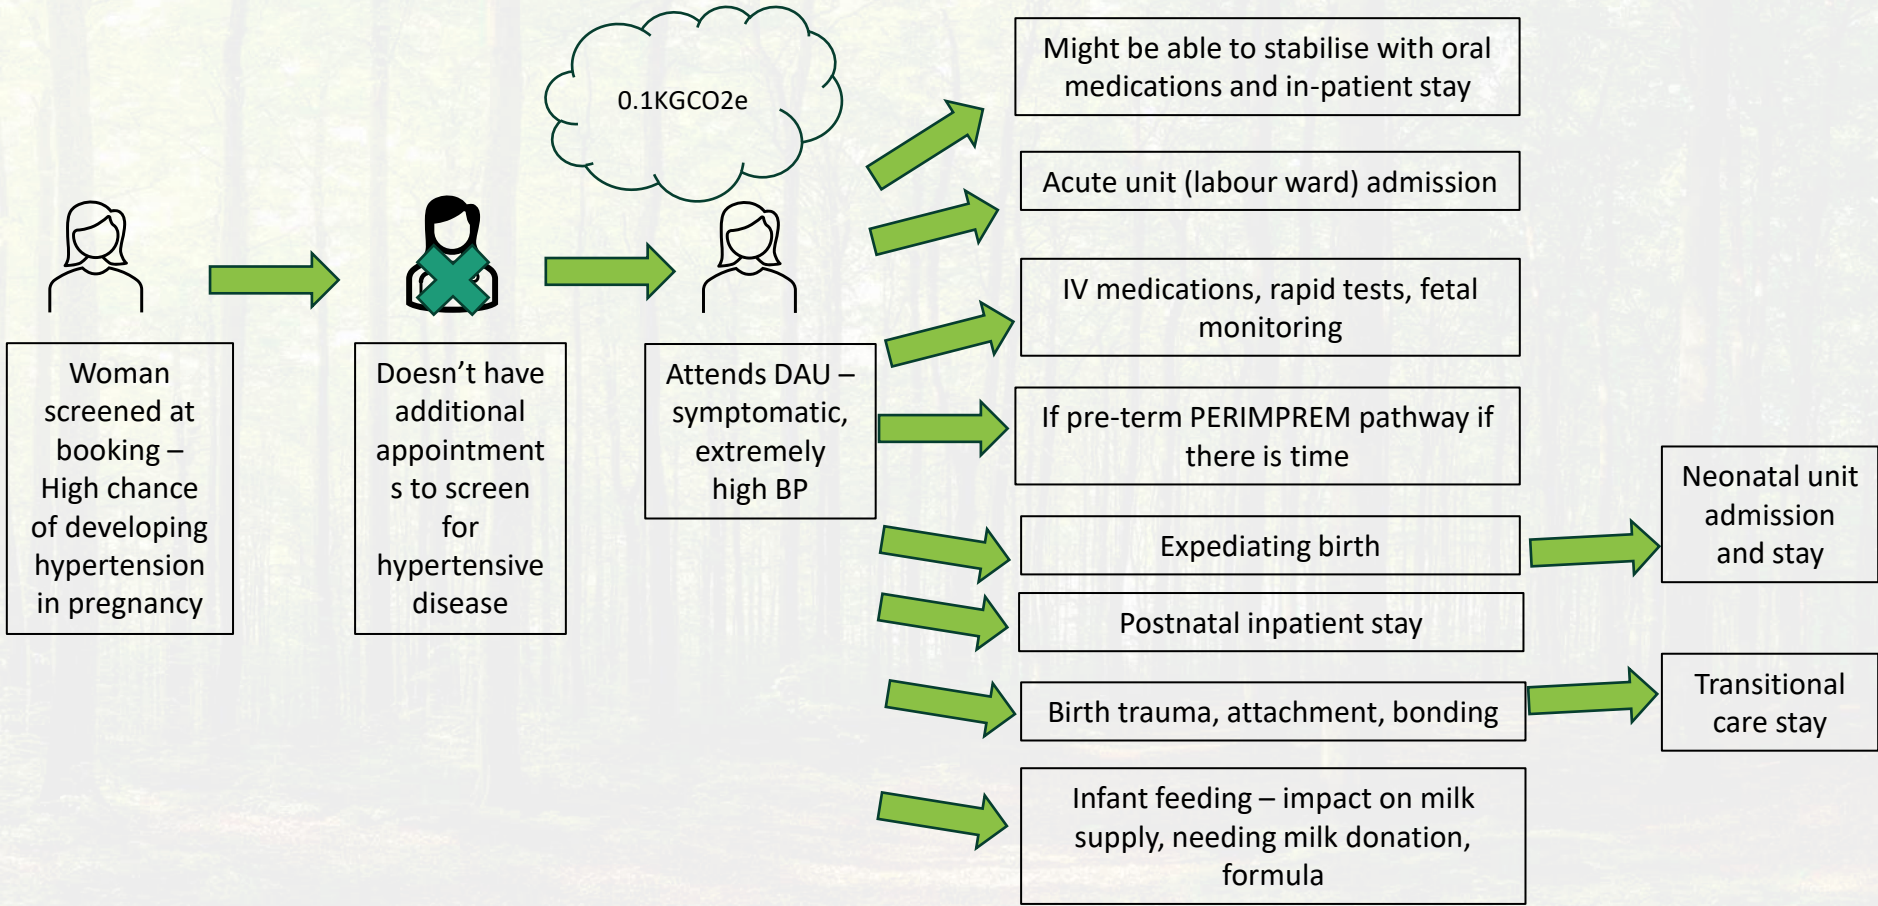 0.1KGCO2e
Woman
screened at
booking –
High chance
of developing
hypertension
in pregnancy
Doesn’t have
additional
appointment
s to screen
for
hypertensive
disease
Attends DAU –
symptomatic,
extremely
high BP
Might be able to stabilise with oral
medications and in-patient stay
Acute unit (labour ward) admission
IV medications, rapid tests, fetal
monitoring
If pre-term PERIMPREM pathway if
there is time
Expediating birth
Postnatal inpatient stay
Birth trauma, attachment, bonding
Infant feeding – impact on milk
supply, needing milk donation,
formula
Neonatal unit
admission
and stay
Transitional
care stay